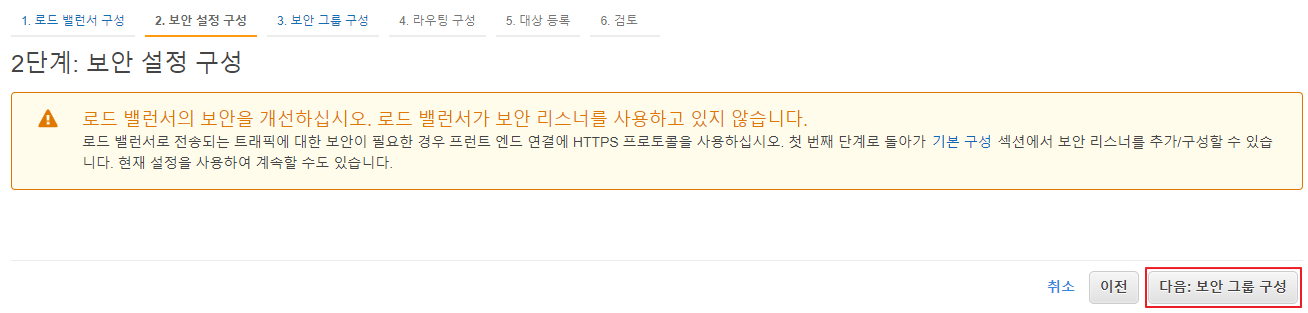 1. 로드 밸런서 구성 2. 보안 설정 구성 3. 보안 그룹 구성 4. 라우팅 구성 5. 대상 등록 6. 검토
2단계: 보안 설정 구성
로드 밸런서의 보안을 개선하십시오. 로드 밸런서가 보안 리스너를 사용하고 있지 않습니다.
로드 밸런서로 전송되는 트래픽에 대한 보안이 필요한 경우 프런트 엔드 연결에 HTTPS 프로토콜을 사용하십시오. 첫 번째 단계로 돌아가 기본 구성 섹션에서 보안 리스너를 추가/구성할 수 있습
니다. 현재 설정을 사용하여 계속할 수도 있습니다.
취소 이전 다음: 보안 그룹 구성